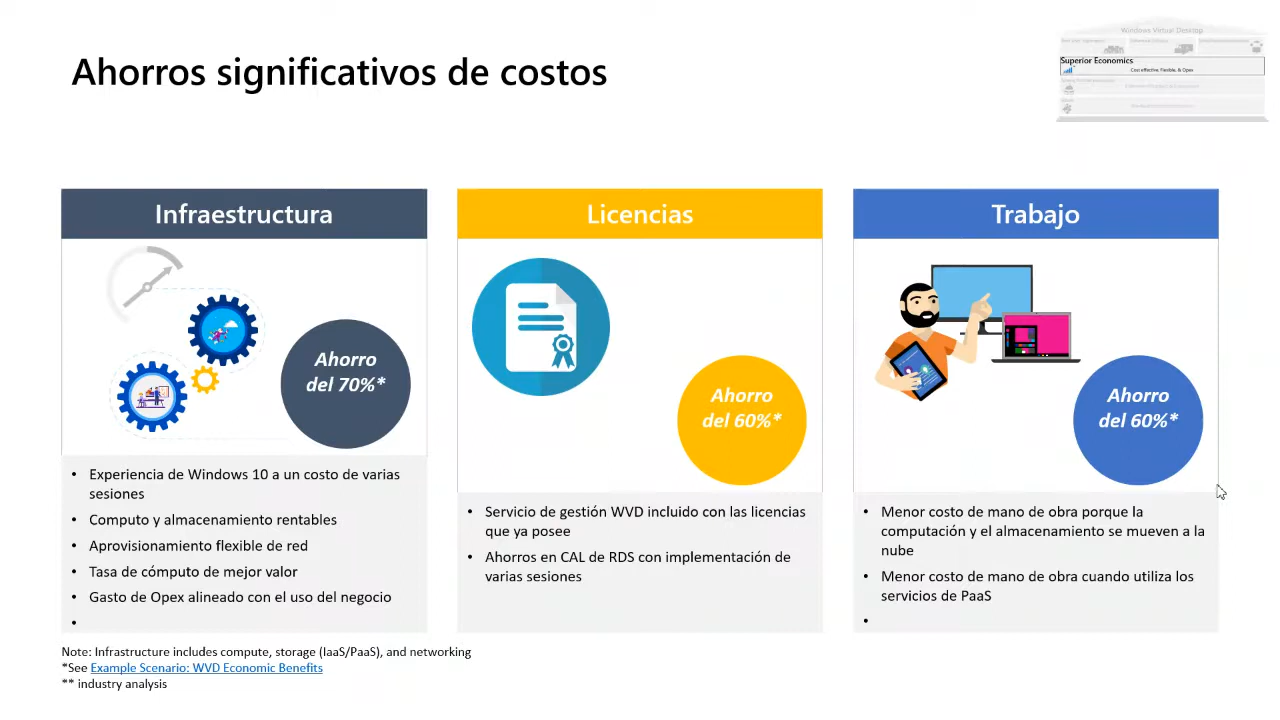 Ahorros significativos de costos
Windows Virtual Desktop
Superior Economics
Cost effective, Flexible, & Opex
Infraestructura
Ahorro
del 70%*
• Experiencia de Windows 10 a un costo de varias
sesiones
• Computo y almacenamiento rentables
• Aprovisionamiento flexible de red
• Tasa de cómputo de mejor valor
• Gasto de Opex alineado con el uso del negocio
•
Licencias
Ahorro
del 60%*
• Servicio de gestión WVD incluido con las licencias
que ya posee
• Ahorros en CAL de RDS con implementación de
varias sesiones
Trabajo
Ahorro
del 60%*
• Menor costo de mano de obra porque la
computación y el almacenamiento se mueven a la
nube
• Menor costo de mano de obra cuando utiliza los
servicios de PaaS
•
Note: Infrastructure includes compute, storage (IaaS/PaaS), and networking
*See Example Scenario: WVD Economic Benefits
** industry analysis